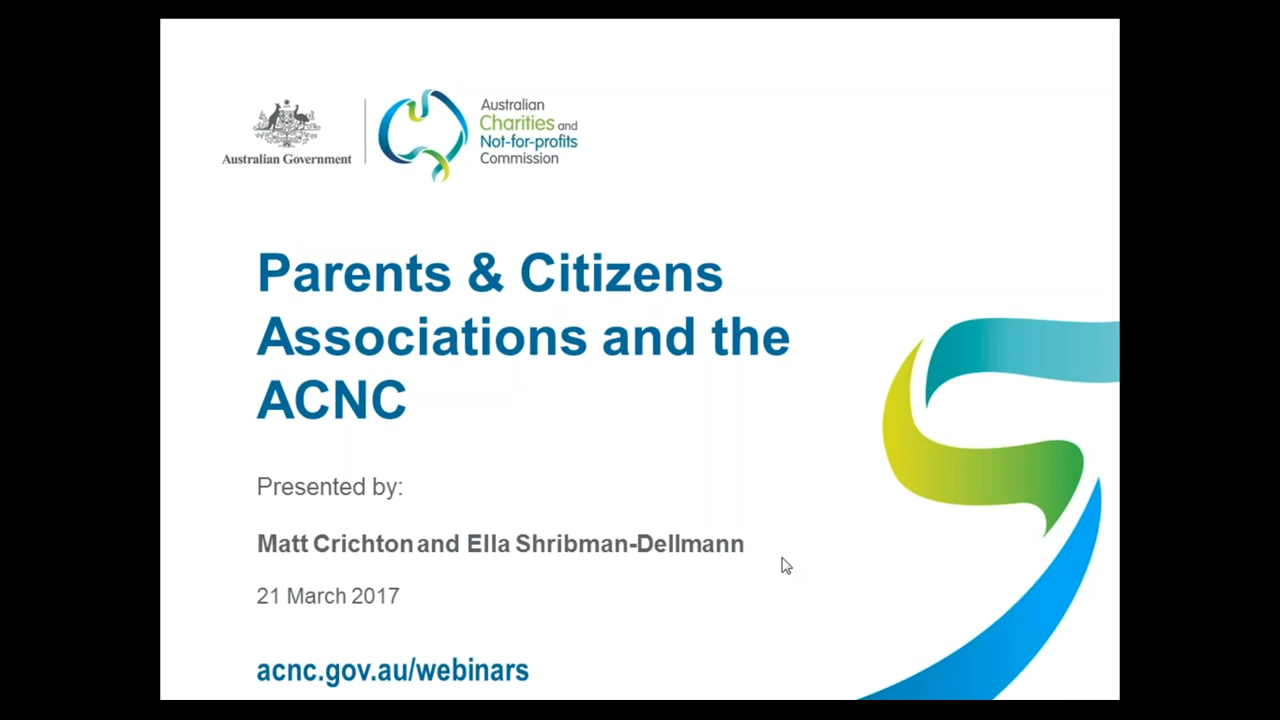 Australian Government
Australian
Charities and
Not-for-profits
Commission
Parents & Citizens
Associations and the
ACNC
Presented by:
Matt Crichton and Ella Shribman-Dellmann
21 March 2017
acnc.gov.au/webinars